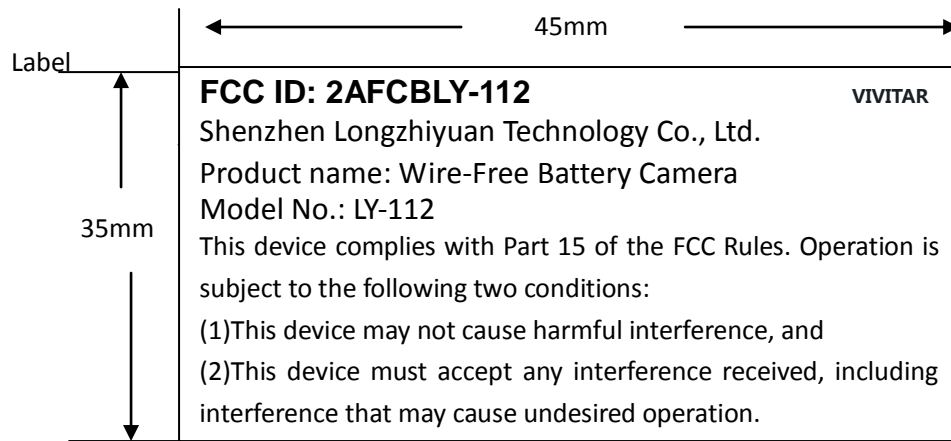 45mm
Label
FCC ID: 2AFCBLY-112 VIVITAR
Shenzhen Longzhiyuan Technology Co., Ltd.
Product name: Wire-Free Battery Camera
Model No.: LY-112
35mm
This device complies with Part 15 of the FCC Rules. Operation is
subject to the following two conditions:
(1)This device may not cause harmful interference, and
(2)This device must accept any interference received, including
interference that may cause undesired operation.